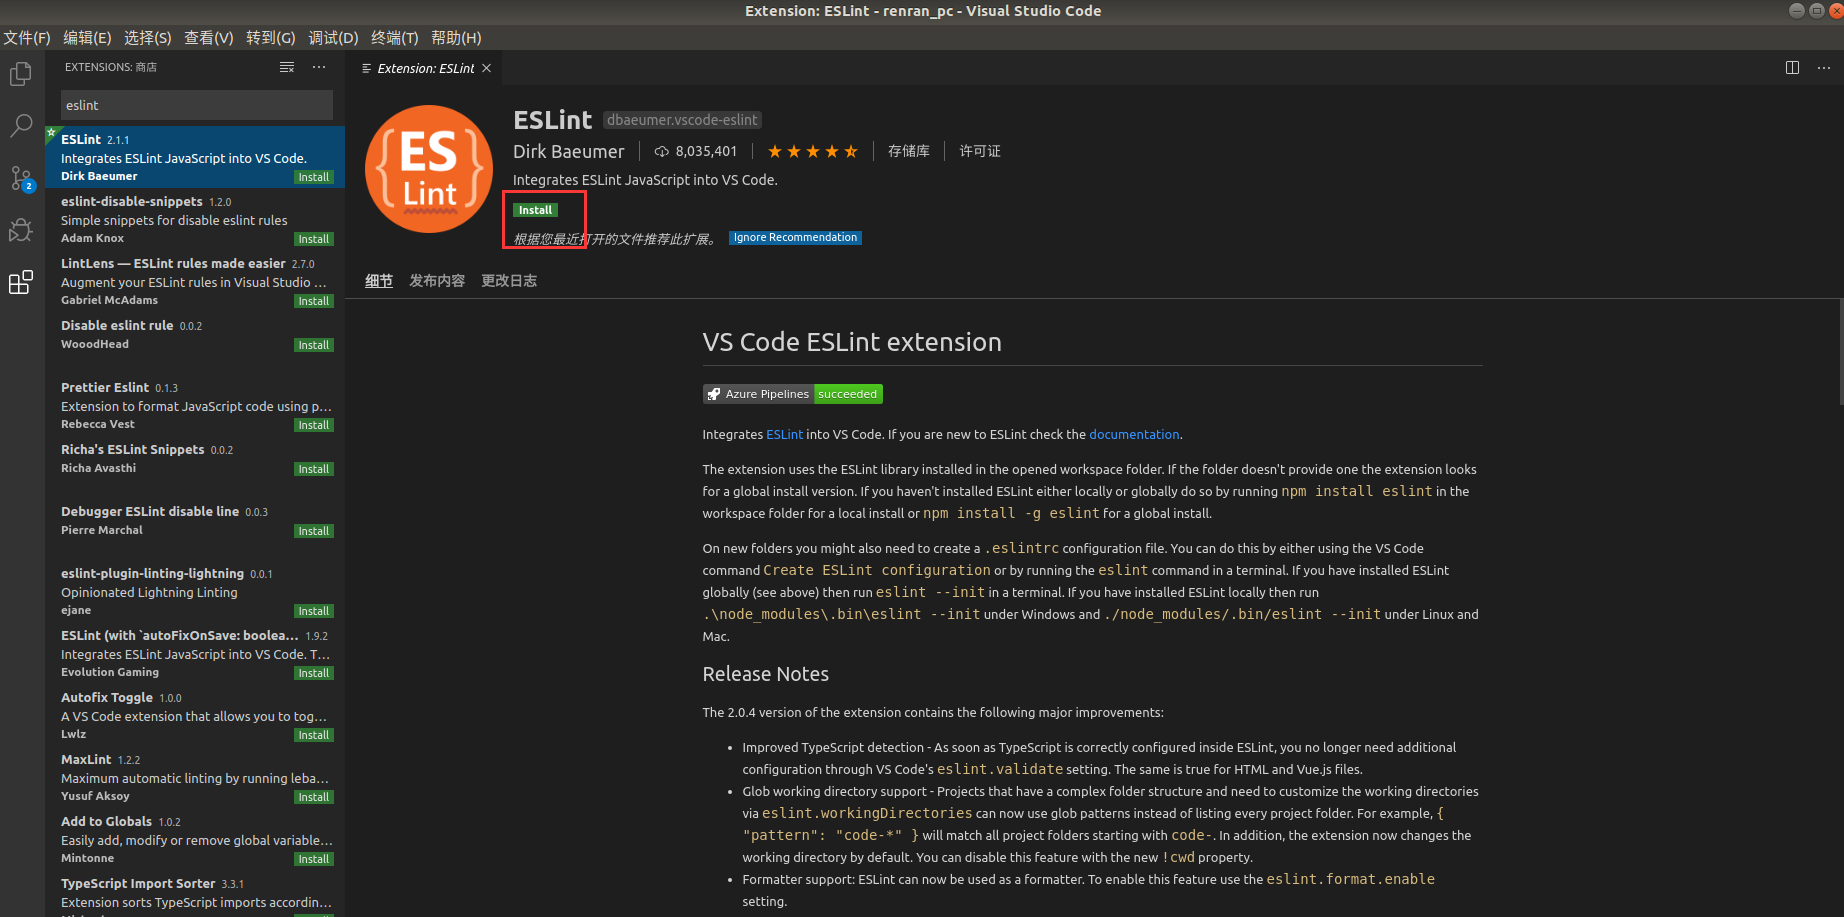 Extension: ESLint - renran_pc - Visual Studio Code
文件(F) 编辑(E) 选择(S) 查看(V) 转到(G) 调试(D) 终端(T) 帮助(H)
EXTENSIONS: 商店
eslint
ESLint 2.1.1
Integrates ESLint JavaScript into VS Code.
Dirk Baeumer Install
eslint-disable-snippets 1.2.0
Simple snippets for disable eslint rules
Adam Knox Install
LintLens — ESLint rules made easier 2.7.0
Augment your ESLint rules in Visual Studio ...
Gabriel McAdams Install
Disable eslint rule 0.0.2
WooodHead Install
Prettier Eslint 0.1.3
Extension to format JavaScript code using p...
Rebecca Vest Install
Richa's ESLint Snippets 0.0.2
Richa Avasthi Install
Debugger ESLint disable line 0.0.3
Pierre Marchal Install
eslint-plugin-linting-lightning 0.0.1
Opinionated Lightning Linting
ejane Install
ESLint (with `autoFixOnSave: boolea... 1.9.2
Integrates ESLint JavaScript into VS Code. T...
Evolution Gaming Install
Autofix Toggle 1.0.0
A VS Code extension that allows you to tog...
Lwlz Install
MaxLint 1.2.2
Maximum automatic linting by running leba...
Yusuf Aksoy Install
Add to Globals 1.0.2
Easily add, modify or remove global variable...
Mintonne Install
TypeScript Import Sorter 3.3.1
Extension sorts TypeScript imports accordin...
2
Extension: ESLint
{ES
Lint}
ESLint dbaeumer.vscode-eslint
Dirk Baeumer 8,035,401 存储库 许可证
Integrates ESLint JavaScript into VS Code.
Install
根据您最近打开的文件推荐此扩展。 Ignore Recommendation
细节 发布内容 更改日志
VS Code ESLint extension
Azure Pipelines succeeded
Integrates ESLint into VS Code. If you are new to ESLint check the documentation.
The extension uses the ESLint library installed in the opened workspace folder. If the folder doesn't provide one the extension looks
for a global install version. If you haven't installed ESLint either locally or globally do so by running npm install eslint in the
workspace folder for a local install or npm install -g eslint for a global install.
On new folders you might also need to create a .eslintrc configuration file. You can do this by either using the VS Code
command Create ESLint configuration or by running the eslint command in a terminal. If you have installed ESLint
globally (see above) then run eslint --init in a terminal. If you have installed ESLint locally then run
.\node_modules\.bin\eslint --init under Windows and ./node_modules/.bin/eslint --init under Linux and
Mac.
Release Notes
The 2.0.4 version of the extension contains the following major improvements:
• Improved TypeScript detection - As soon as TypeScript is correctly configured inside ESLint, you no longer need additional
configuration through VS Code's eslint.validate setting. The same is true for HTML and Vue.js files.
• Glob working directory support - Projects that have a complex folder structure and need to customize the working directories
via eslint.workingDirectories can now use glob patterns instead of listing every project folder. For example, {
"pattern": "code-*" } will match all project folders starting with code-. In addition, the extension now changes the
working directory by default. You can disable this feature with the new !cwd property.
• Formatter support: ESLint can now be used as a formatter. To enable this feature use the eslint.format.enable
setting.